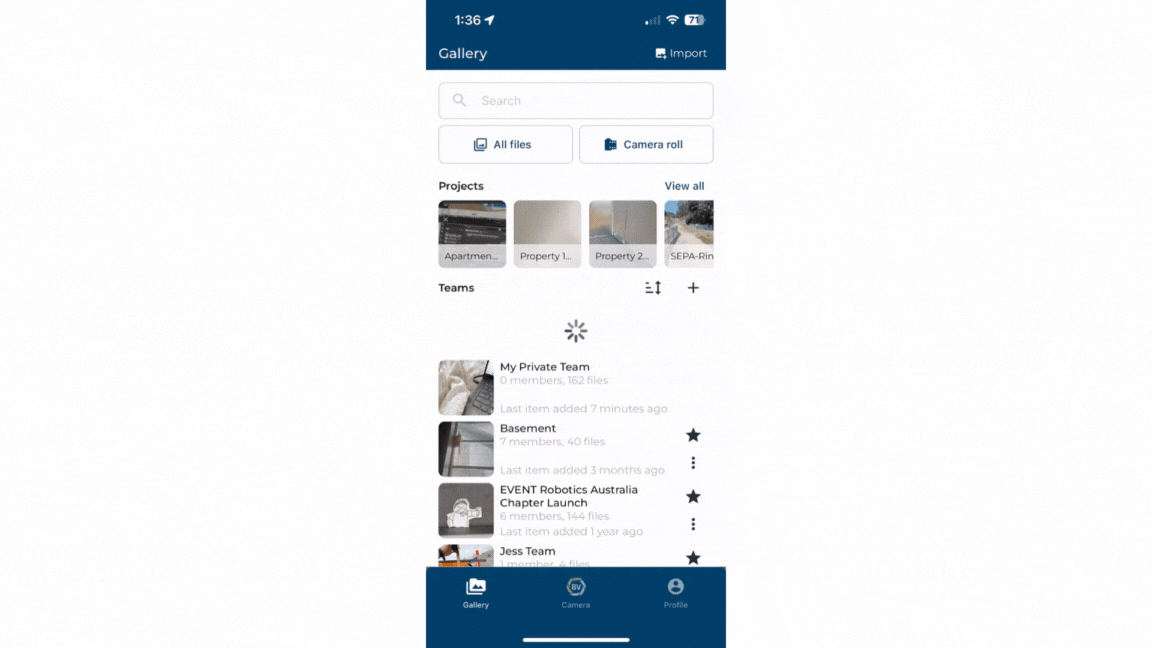 1:36
71
Gallery
Import
Search
All files
Camera roll
Projects
View all
Apartmen...
Property 1...
Property 2...
SEPA-Rin
Teams
My Private Team
0 members, 162 files
Last item added 7 minutes ago
Basement
7 members, 40 files
Last item added 3 months ago
EVENT Robotics Australia
Chapter Launch
6 members, 144 files
Last item added 1 year ago
Jess Team
1 member, 4 files
BV
Gallery
Camera
Profile